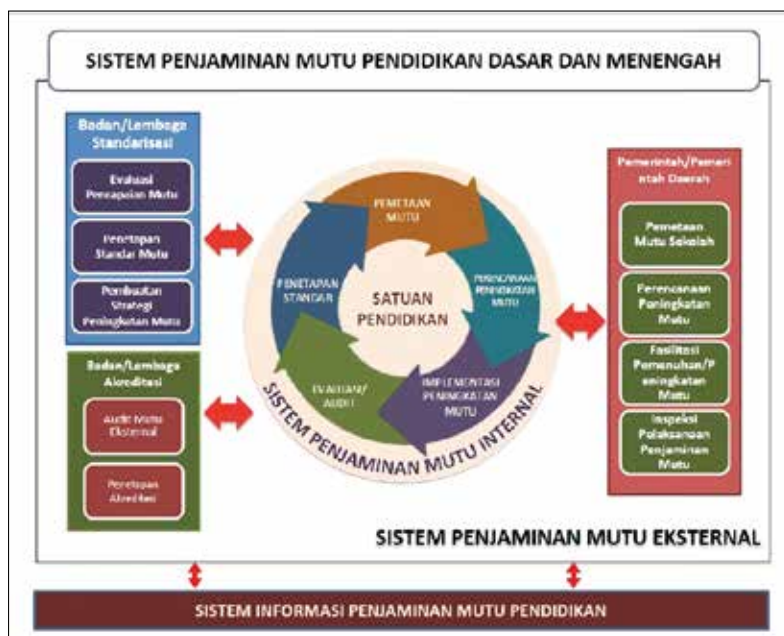 SISTEM PENJAMINAN MUTU PENDIDIKAN DASAR DAN MENENGAH
Badan/Lembaga
Standarisasi
Evaluasi
Pencapaian Mutu
Penetapan
Standar Mutu
Pembuatan
Strategi
Peningkatan Mutu
Badan/Lembaga
Akreditasi
Audit Mutu
Eksternal
Penetapan
Akreditasi
PEMETAAN
MUTU
PERENCANAAN
PENINGKATAN
MUTU
IMPLEMENTASI
PENINGKATAN
MUTU
EVALUASI/
AUDIT
PENETAPAN
STANDAR
SATUAN
PENDIDIKAN
SISTEM PENJAMINAN MUTU INTERNAL
Pemerintah/Pemeri
ntah Daerah
Pemetaan
Mutu Sekolah
Perencanaan
Peningkatan
Mutu
Fasilitasi
Pemenuhan/P
eningkatan
Mutu
Inspeksi
Pelaksanaan
Penjaminan
Mutu
SISTEM PENJAMINAN MUTU EKSTERNAL
SISTEM INFORMASI PENJAMINAN MUTU PENDIDIKAN